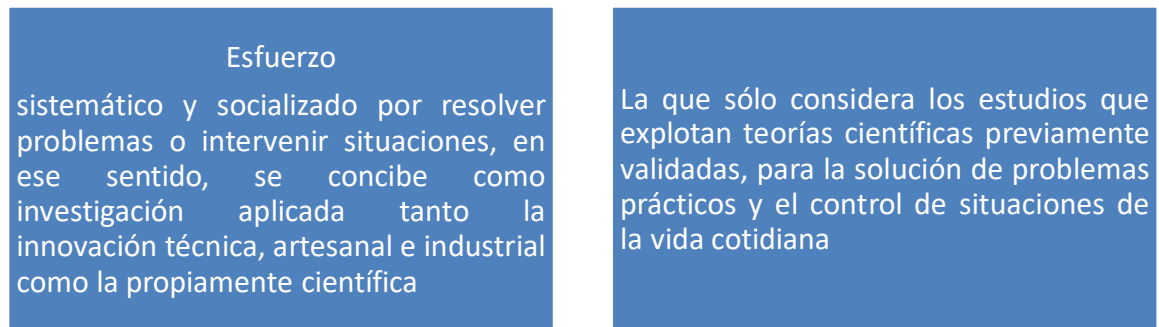 Esfuerzo
sistemático y socializado por resolver
problemas o intervenir situaciones, en
ese sentido, se concibe como
investigación aplicada tanto la
innovación técnica, artesanal e industrial
como la propiamente científica
La que sólo considera los estudios que
explotan teorías científicas previamente
validadas, para la solución de problemas
prácticos y el control de situaciones de
la vida cotidiana